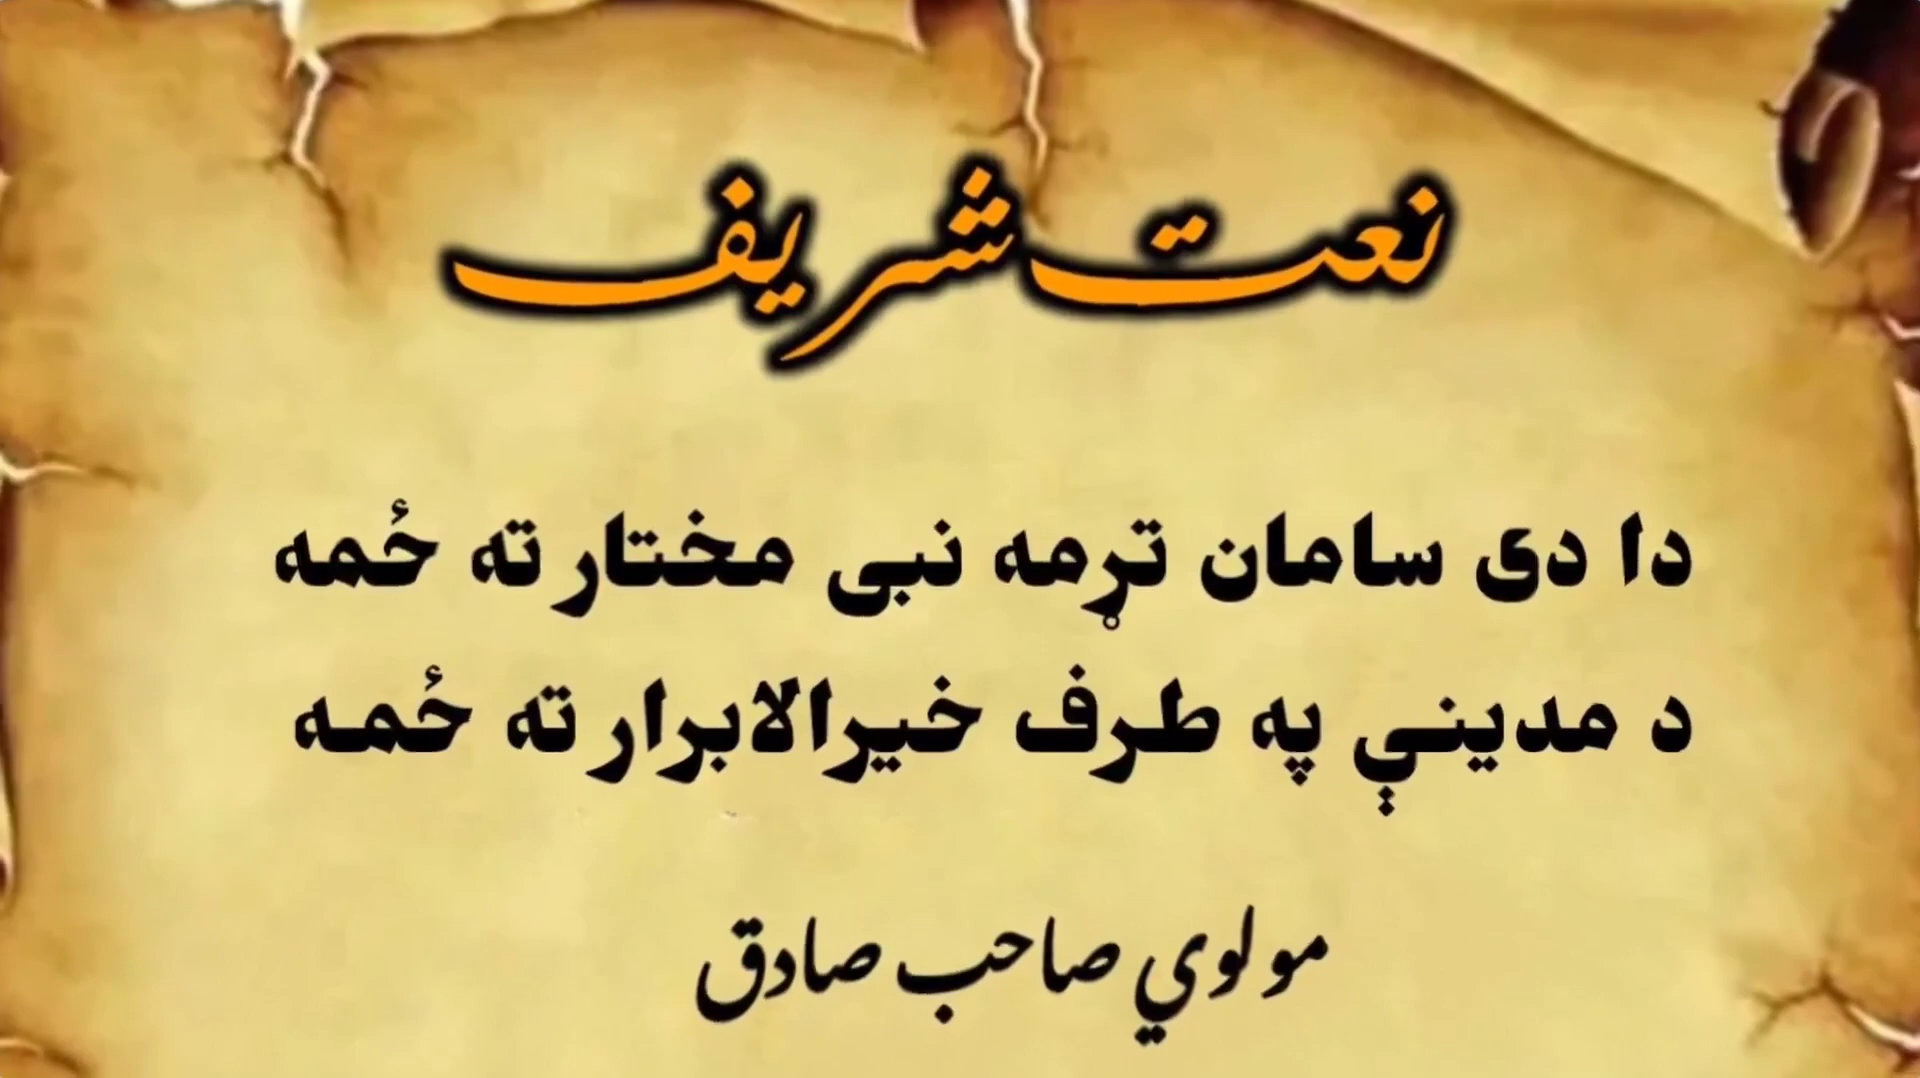 نعت شریف
دا دی سامان تړمه نبی مختار ته ځمه
د مدينې په طرف خيرالابرار ته ځمه
مولوي صاحب صادق